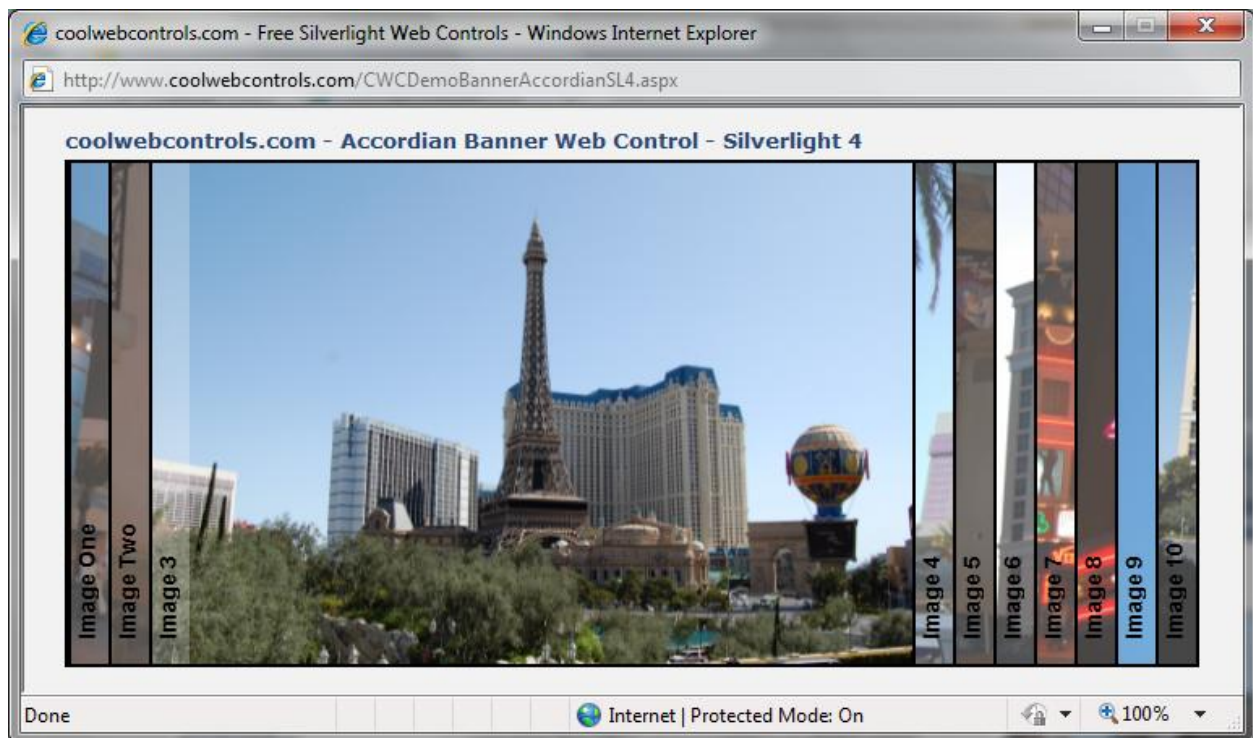 coolwebcontrols.com - Free Silverlight Web Controls - Windows Internet Explorer
http://www.coolwebcontrols.com/CWCDemoBannerAccordianSL4.aspx
coolwebcontrols.com - Accordian Banner Web Control - Silverlight 4
Image One
Image Two
Image 3
Image 4
Image 5
Image 6
Image 7
Image 8
Image 9
Image 10
Done
Internet | Protected Mode: On
100%